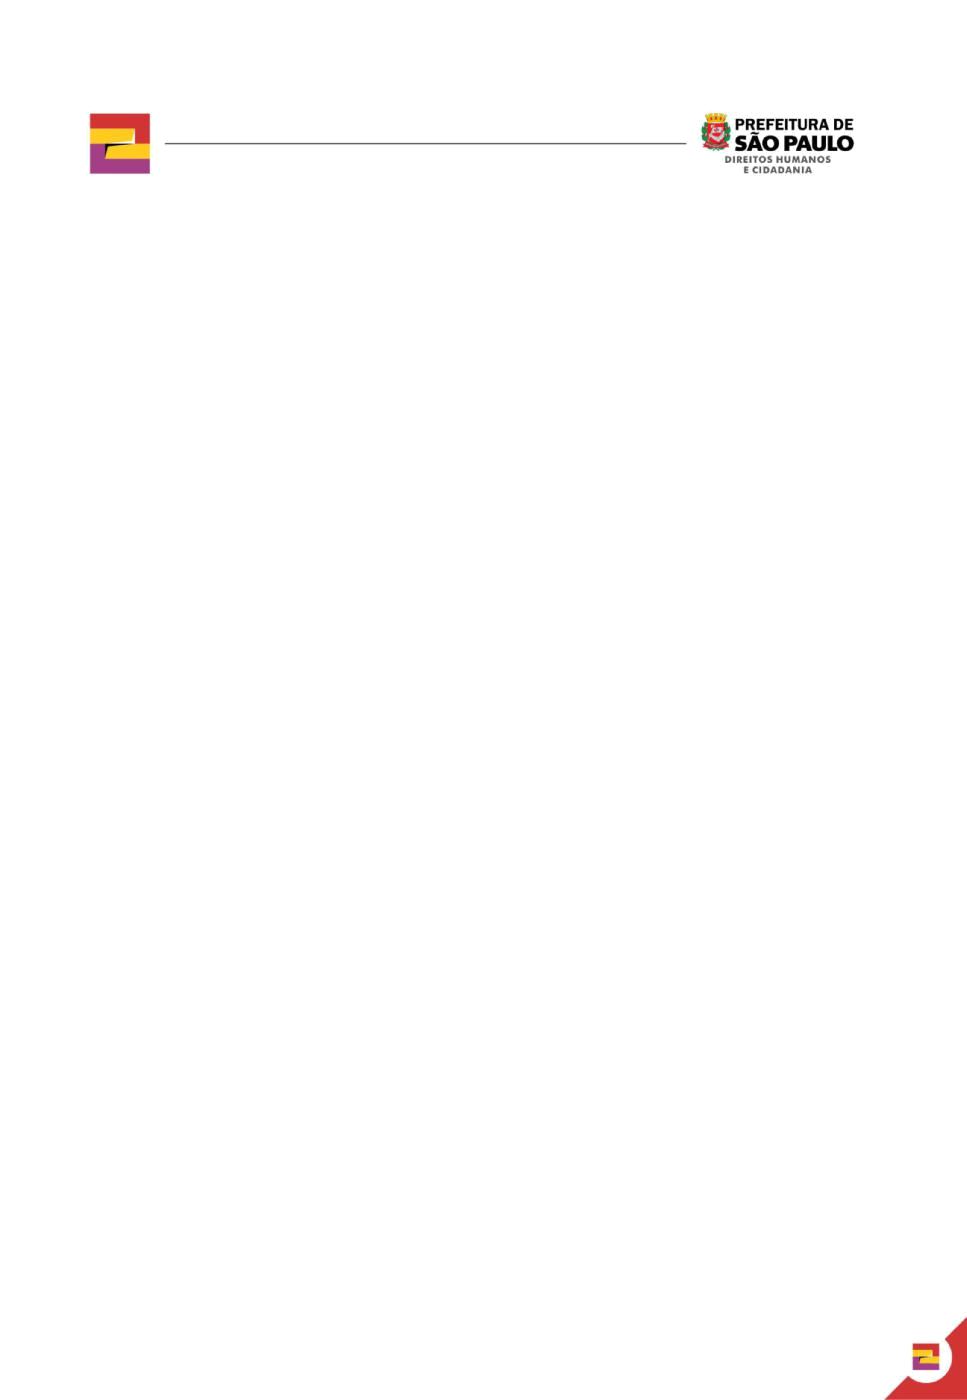 PREFEITURA DE
SÃO PAULO
DIREITOS HUMANOS
E CIDADANIA